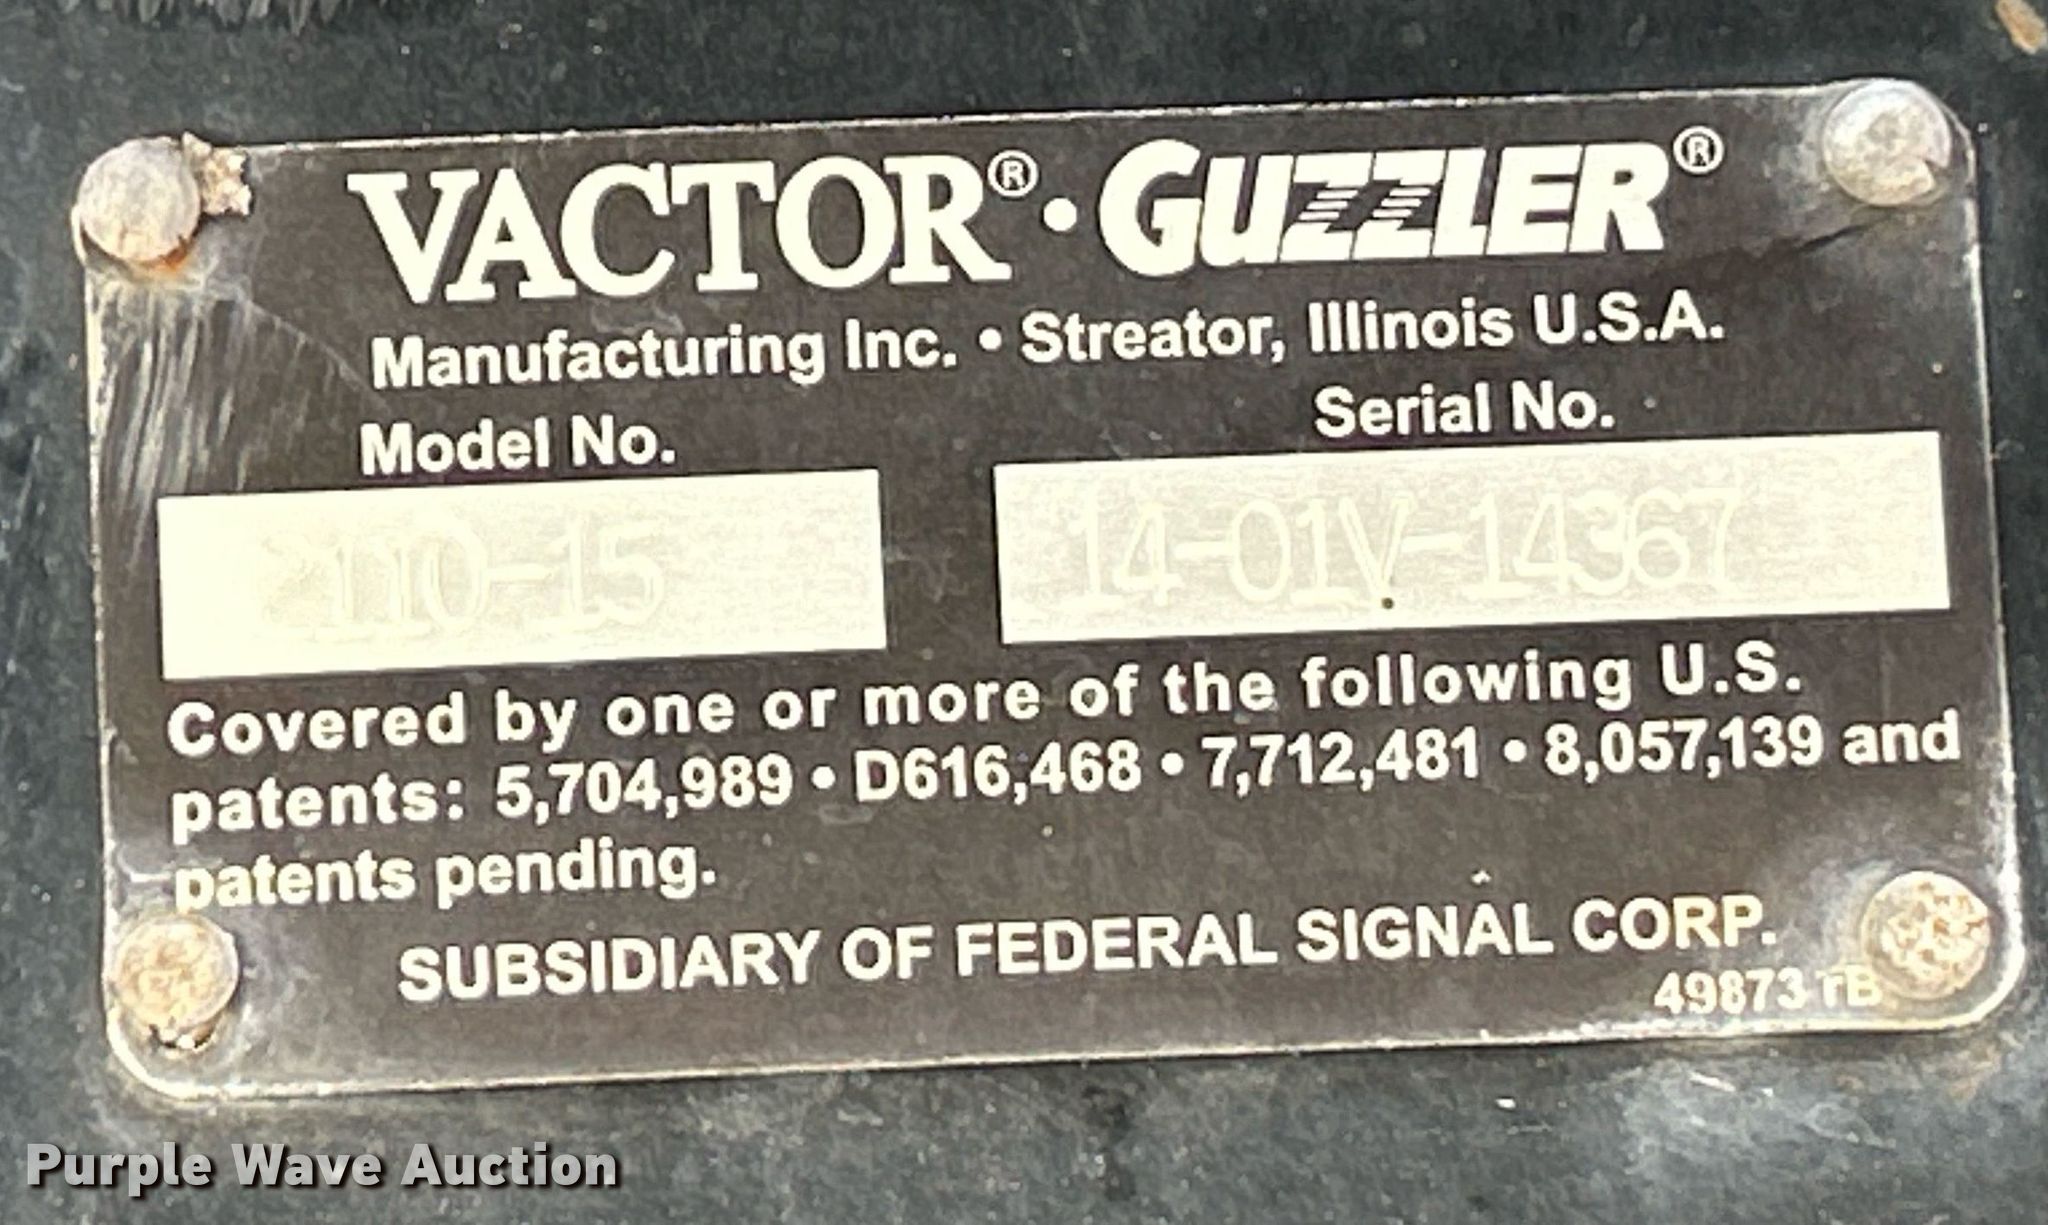 VACTOR® • GUZZLER®
Manufacturing Inc. • Streator, Illinois U.S.A.
Model No. Serial No.
2110-15 14-01V-14367
Covered by one or more of the following U.S.
patents: 5,704,989 • D616,468 • 7,712,481 • 8,057,139 and
patents pending.
SUBSIDIARY OF FEDERAL SIGNAL CORP.
49873
Purple Wave Auction